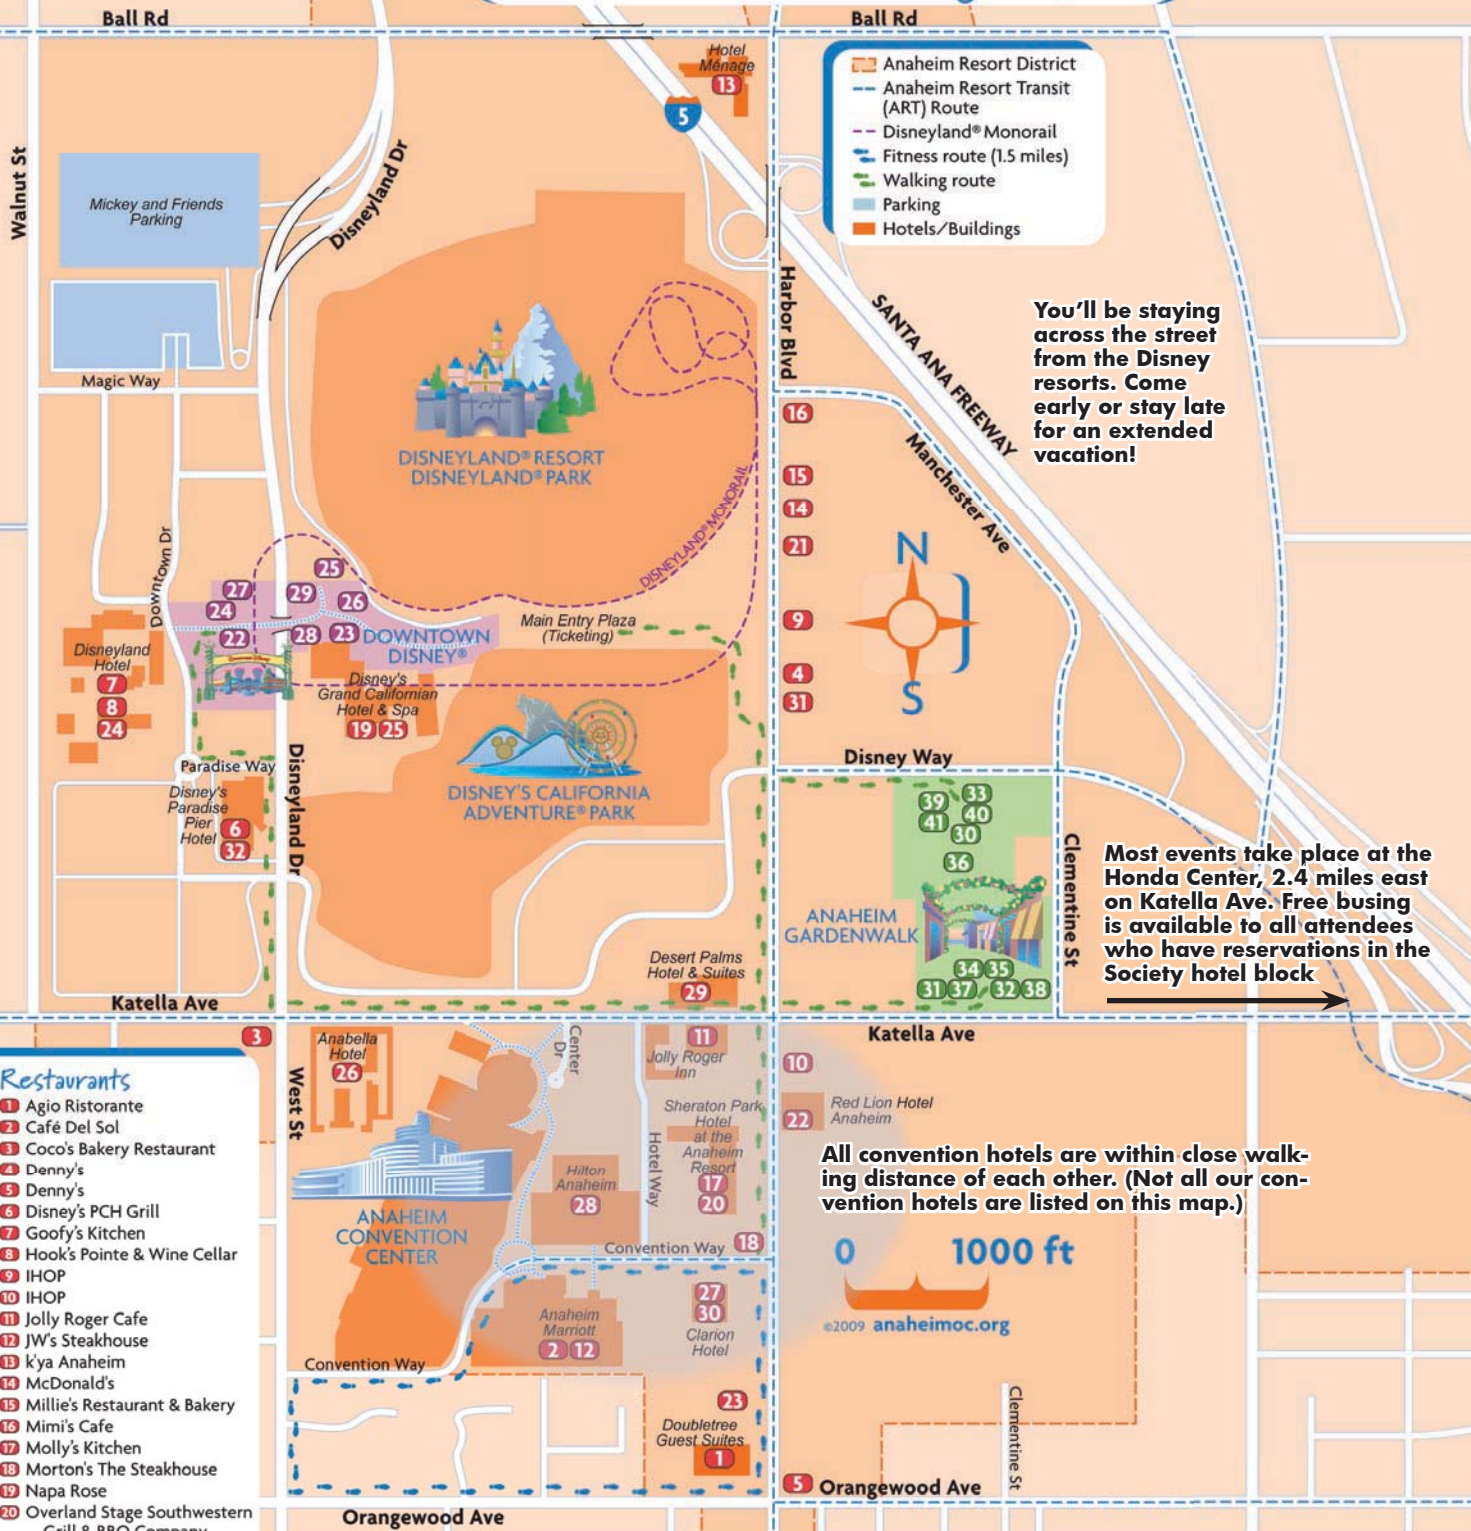 Ball Rd
Ball Rd
Walnut St
Disneyland Dr
Hotel
Ménage
13
5
Anaheim Resort District
Anaheim Resort Transit
(ART) Route
Disneyland® Monorail
Fitness route (1.5 miles)
Walking route
Parking
Hotels/Buildings
Mickey and Friends
Parking
Magic Way
Harbor Blvd
SANTA ANA FREEWAY
Manchester Ave
You'll be staying
across the street
from the Disney
resorts. Come
early or stay late
for an extended
vacation!
DISNEYLAND® RESORT
DISNEYLAND® PARK
DISNEYLAND® MONORAIL
16
15
14
21
9
4
31
N
S
Downtown Dr
25
27
29
26
24
22
28
23
DOWNTOWN
DISNEY®
Main Entry Plaza
(Ticketing)
Disneyland
Hotel
7
8
24
Disney's
Grand Californian
Hotel & Spa
19 25
Paradise Way
Disney's
Paradise
Pier
Hotel
6
32
Disneyland Dr
DISNEY'S CALIFORNIA
ADVENTURE® PARK
Disney Way
39 33
41 40
30
36
ANAHEIM
GARDENWALK
34 35
31 37 32 38
Clementine St
Most events take place at the
Honda Center, 2.4 miles east
on Katella Ave. Free busing
is available to all attendees
who have reservations in the
Society hotel block
Desert Palms
Hotel & Suites
29
Katella Ave
Katella Ave
3
West St
Anabella
Hotel
26
Center
Dr
11
Jolly Roger
Inn
10
22
Red Lion Hotel
Anaheim
Sheraton Park
Hotel
at the
Anaheim
Resort
17
20
Hotel Way
Hilton
Anaheim
28
ANAHEIM
CONVENTION
CENTER
Convention Way
18
All convention hotels are within close walk-
ing distance of each other. (Not all our con-
vention hotels are listed on this map.)
0 1000 ft
©2009 anaheimoc.org
27
30
Clarion
Hotel
Anaheim
Marriott
2 12
Convention Way
23
Doubletree
Guest Suites
1
5
Orangewood Ave
Orangewood Ave
Clementine St
Restaurants
1 Agio Ristorante
2 Café Del Sol
3 Coco's Bakery Restaurant
4 Denny's
5 Denny's
6 Disney's PCH Grill
7 Goofy's Kitchen
8 Hook's Pointe & Wine Cellar
9 IHOP
10 IHOP
11 Jolly Roger Cafe
12 JW's Steakhouse
13 k'ya Anaheim
14 McDonald's
15 Millie's Restaurant & Bakery
16 Mimi's Cafe
17 Molly's Kitchen
18 Morton's The Steakhouse
19 Napa Rose
20 Overland Stage Southwestern
Grill & BBQ Company